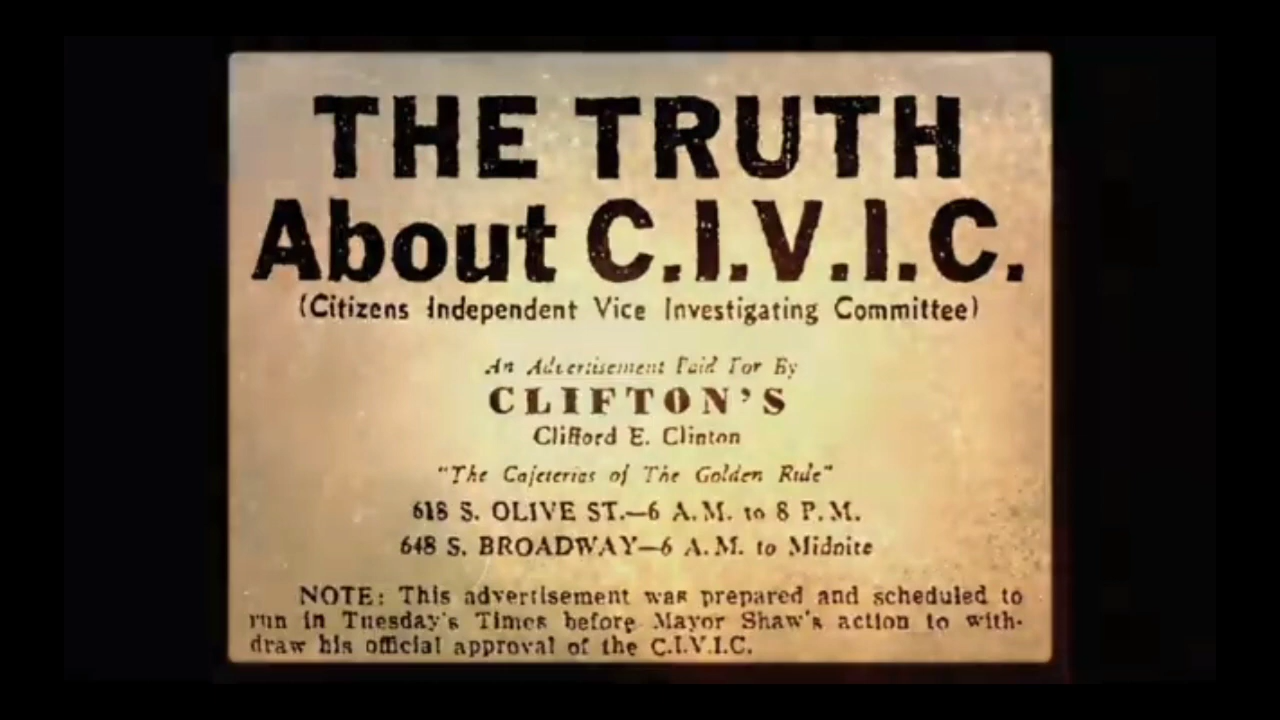 THE TRUTH
About C.I.V.I.C.
(Citizens Independent Vice Investigating Committee)
An Advertisement Paid For By
CLIFTON'S
Clifford E. Clinton
"The Cafeterias of The Golden Rule"
618 S. OLIVE ST.—6 A.M. to 8 P.M.
648 S. BROADWAY—6 A.M. to Midnite
NOTE: This advertisement was prepared and scheduled to
run in Tuesday's Times before Mayor Shaw's action to with-
draw his official approval of the C.I.V.I.C.